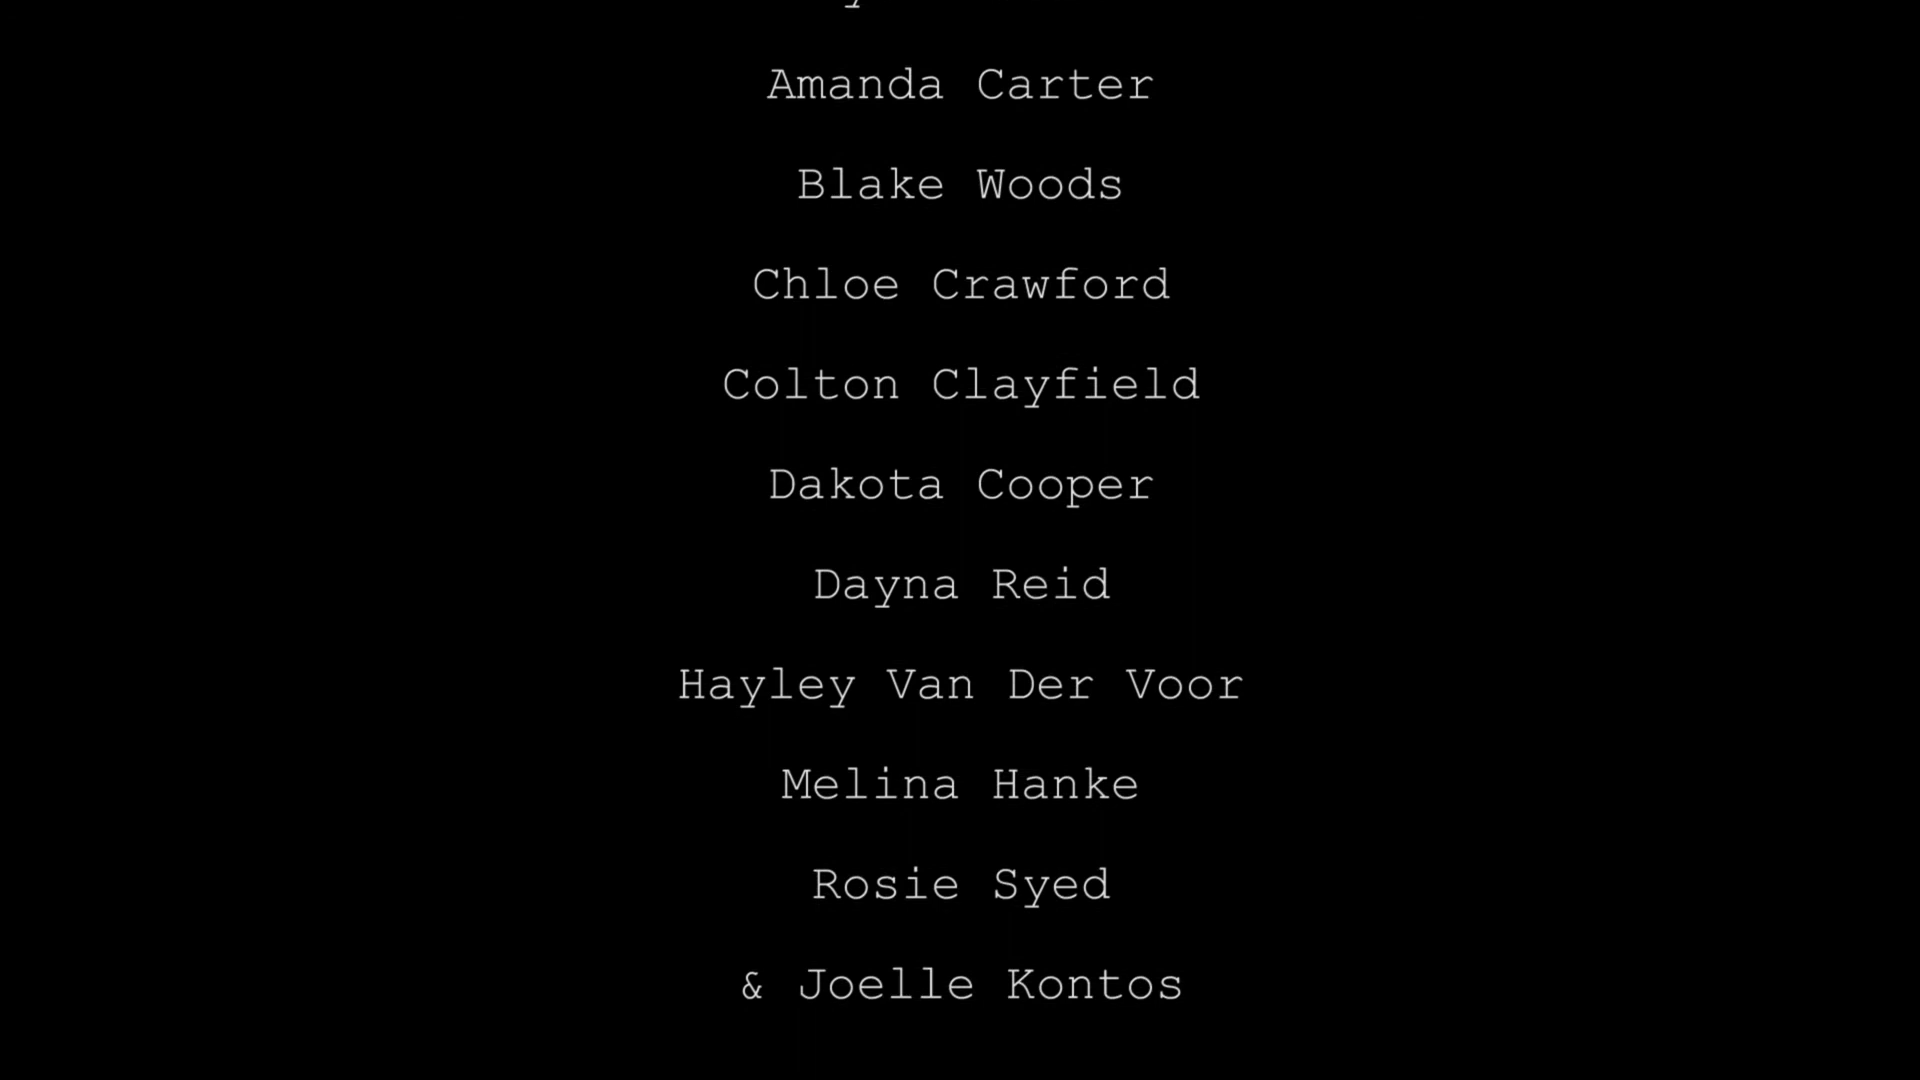 Amanda Carter
Blake Woods
Chloe Crawford
Colton Clayfield
Dakota Cooper
Dayna Reid
Hayley Van Der Voor
Melina Hanke
Rosie Syed
& Joelle Kontos